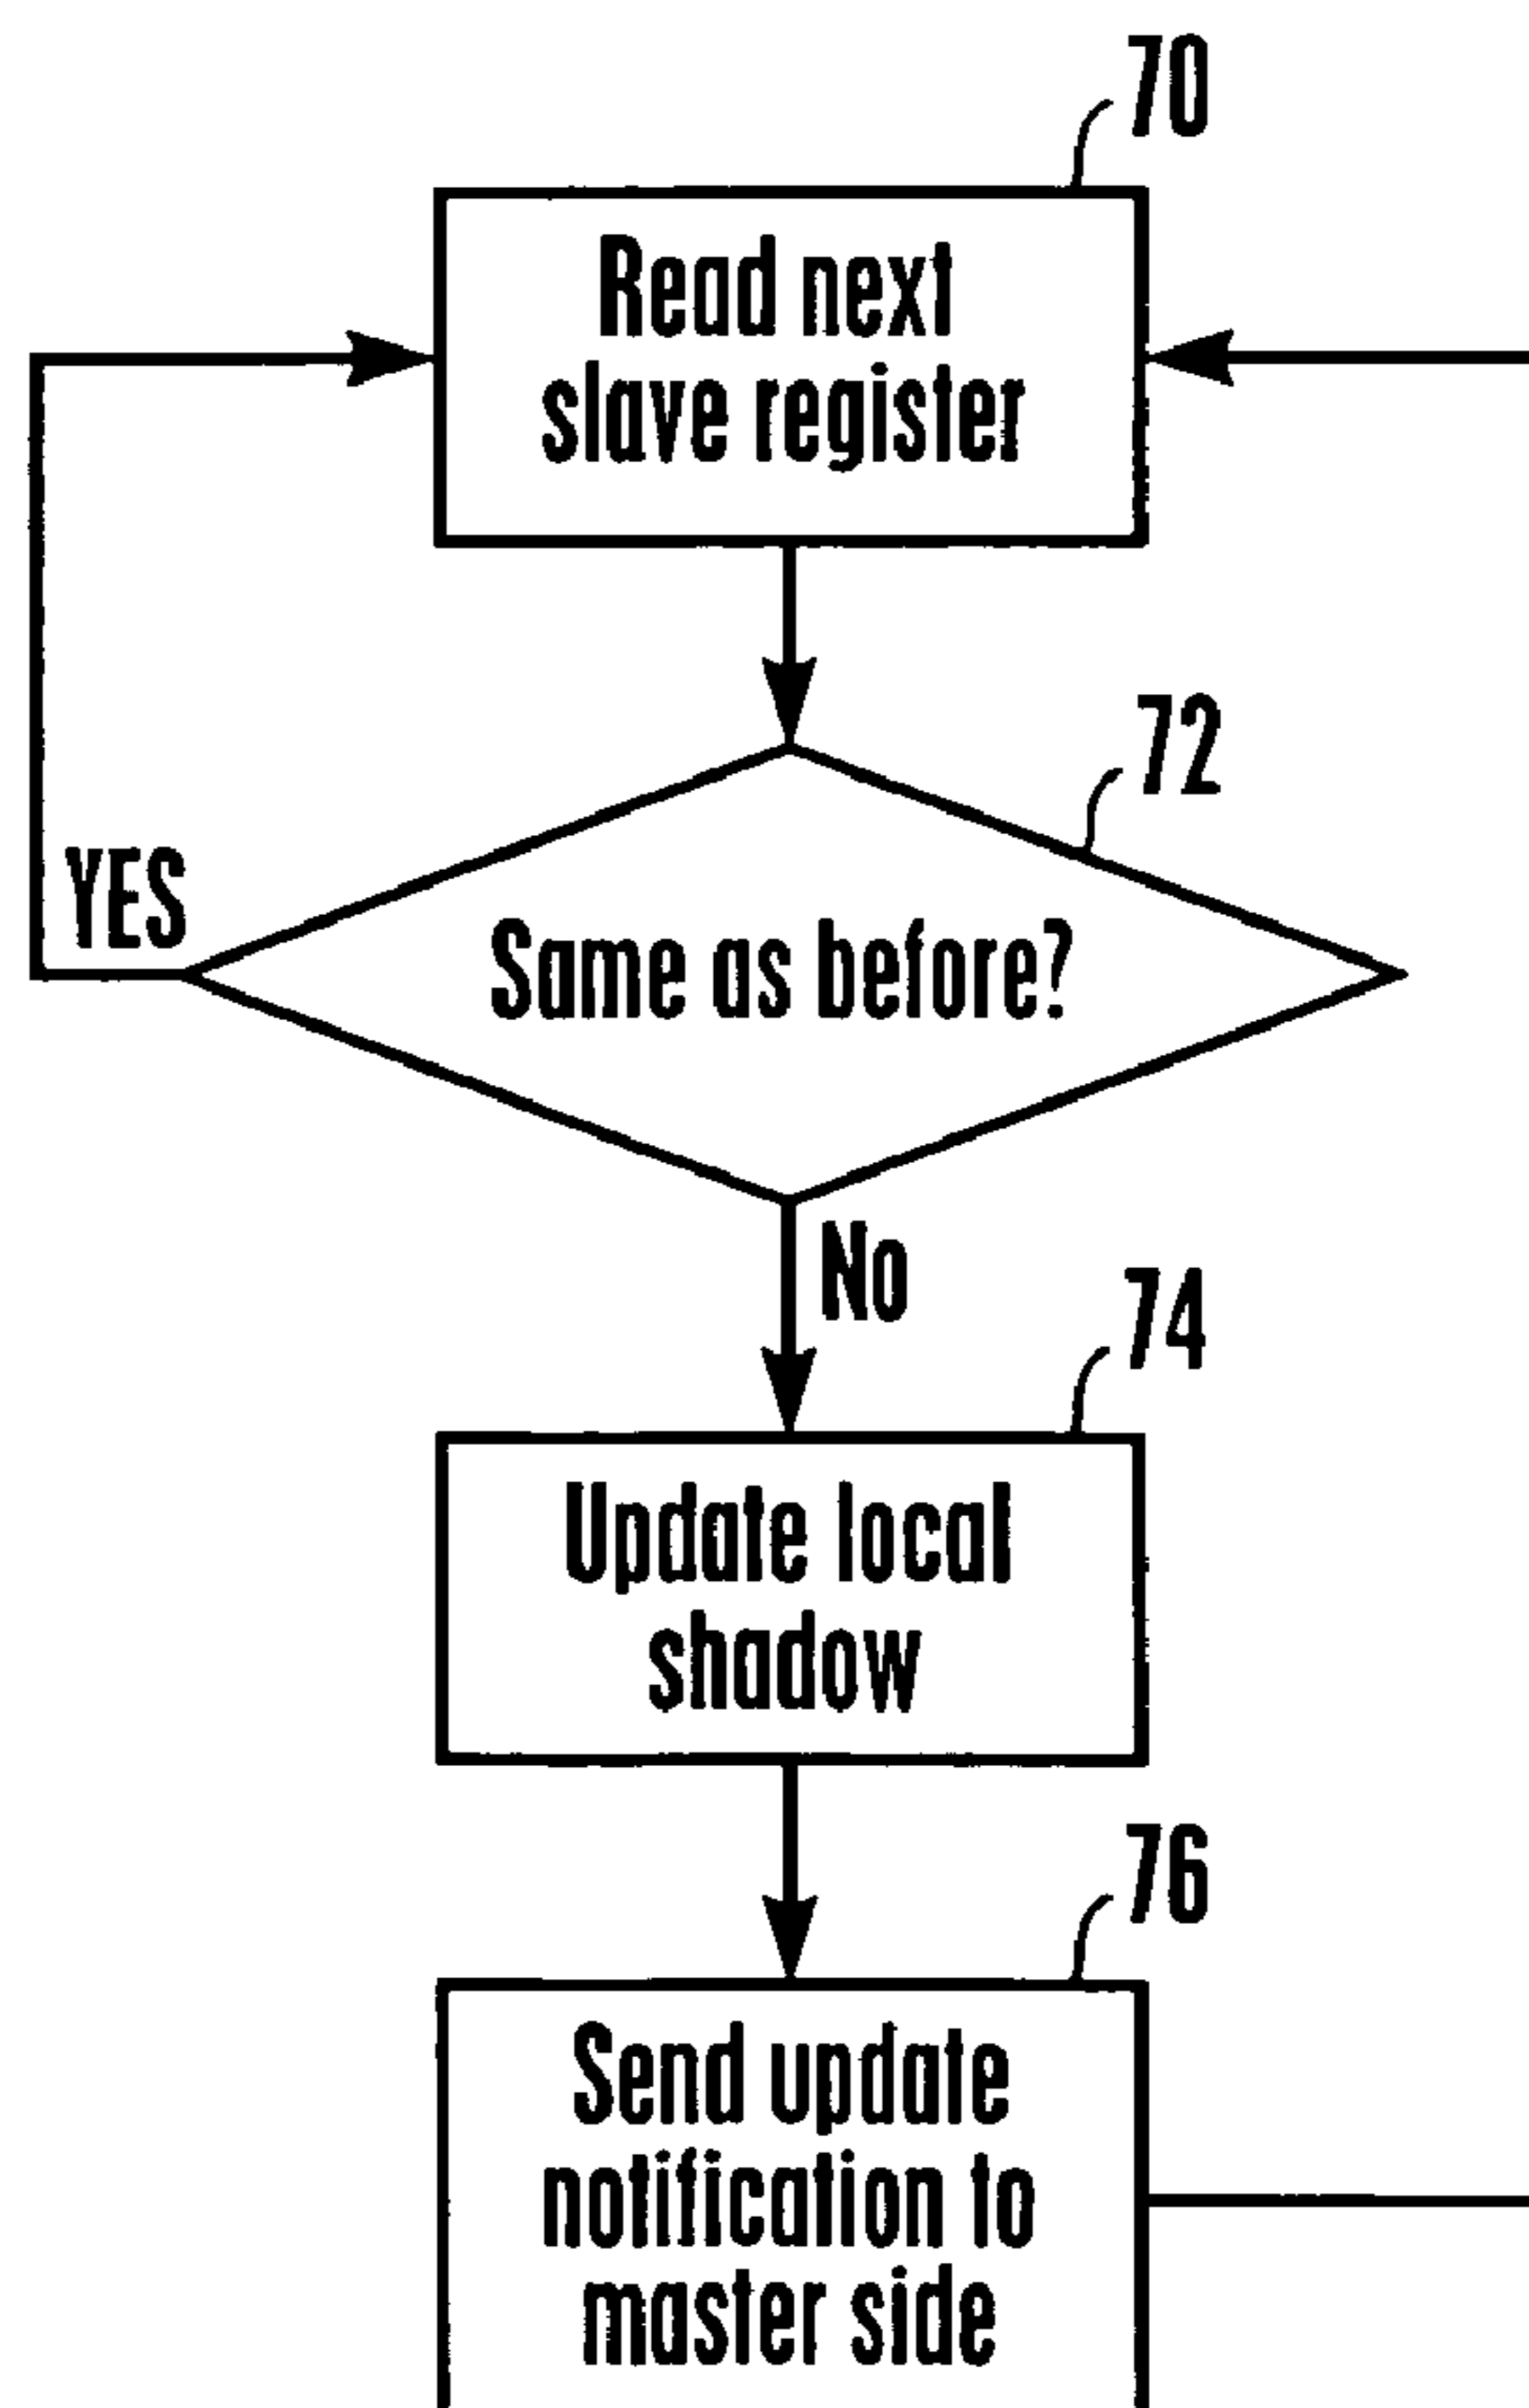 70
Read next
slave register
72
YES
Same as before?
No
74
Update local
shadow
76
Send update
notification to
master side